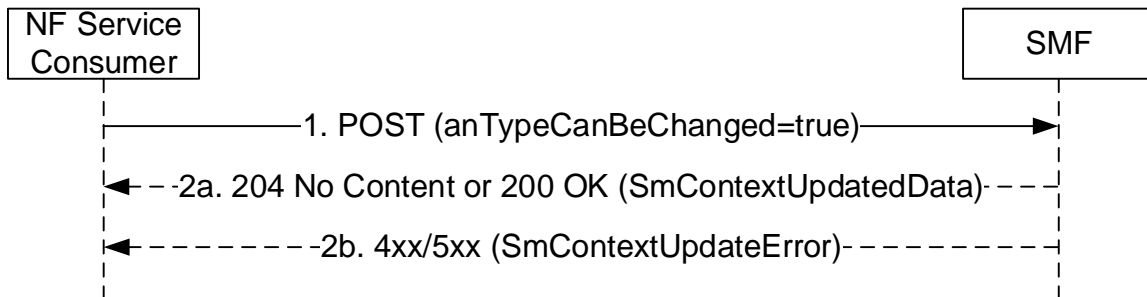 NF Service
Consumer
SMF
1. POST (anTypeCanBeChanged=true)
2a. 204 No Content or 200 OK (SmContextUpdatedData)
2b. 4xx/5xx (SmContextUpdateError)